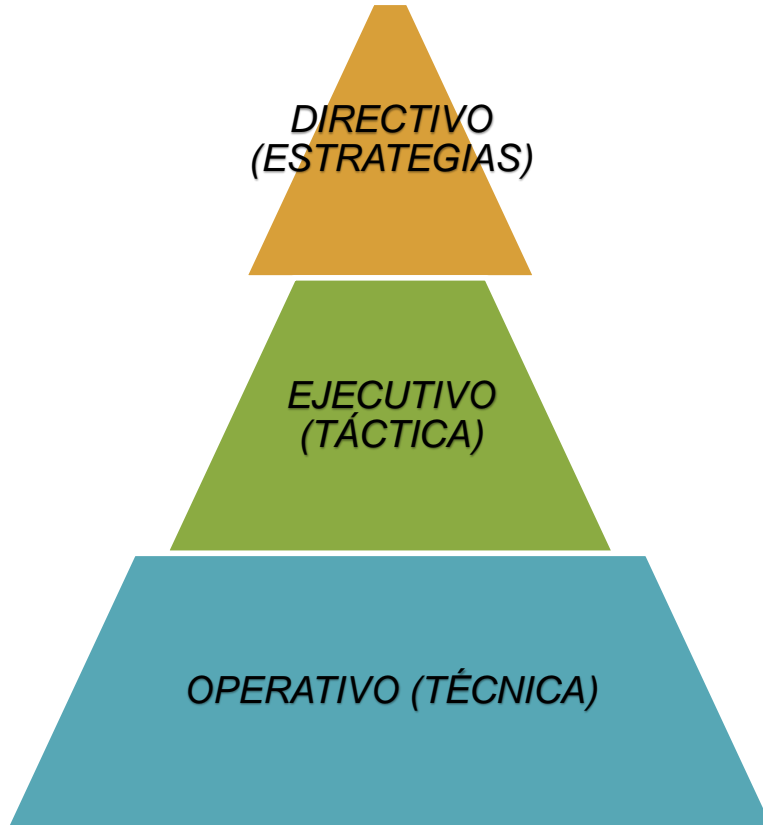 DIRECTIVO
(ESTRATEGIAS)
EJECUTIVO
(TÁCTICA)
OPERATIVO (TÉCNICA)